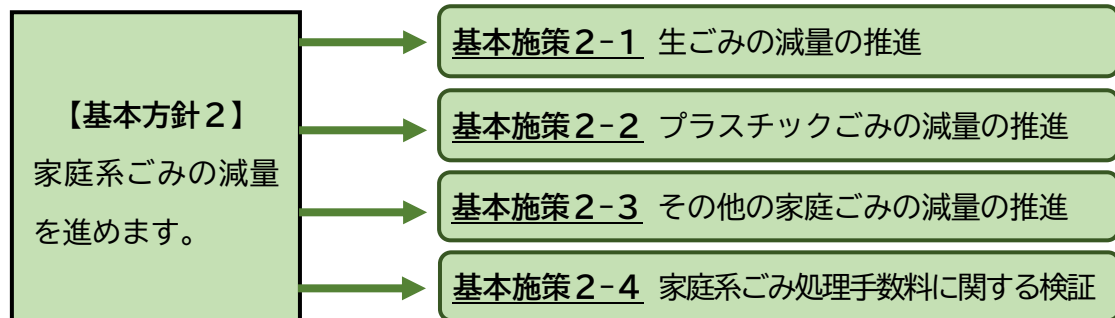 【基本方針2】
家庭系ごみの減量
を進めます。
基本施策2-1 生ごみの減量の推進
基本施策2-2 プラスチックごみの減量の推進
基本施策2-3 その他の家庭ごみの減量の推進
基本施策2-4 家庭系ごみ処理手数料に関する検証